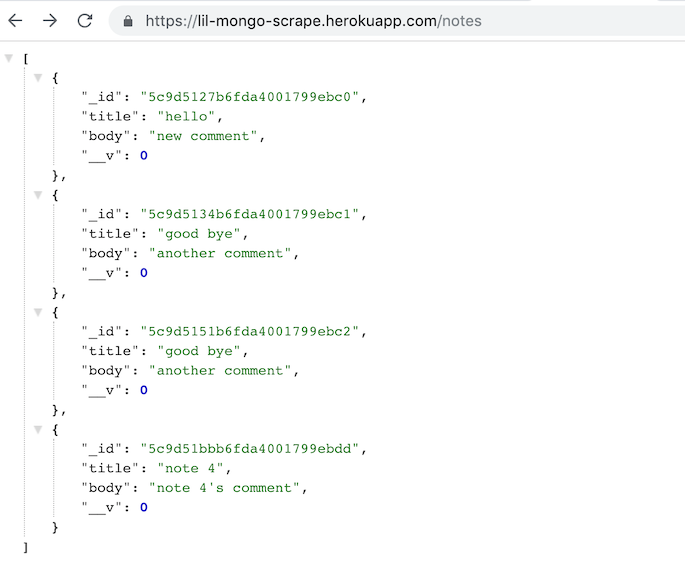 https://lil-mongo-scrape.herokuapp.com/notes
[
{
"_id": "5c9d5127b6fda4001799ebc0",
"title": "hello",
"body": "new comment",
"__v": 0
},
{
"_id": "5c9d5134b6fda4001799ebc1",
"title": "good bye",
"body": "another comment",
"__v": 0
},
{
"_id": "5c9d5151b6fda4001799ebc2",
"title": "good bye",
"body": "another comment",
"__v": 0
},
{
"_id": "5c9d51bbb6fda4001799ebdd",
"title": "note 4",
"body": "note 4's comment",
"__v": 0
}
]